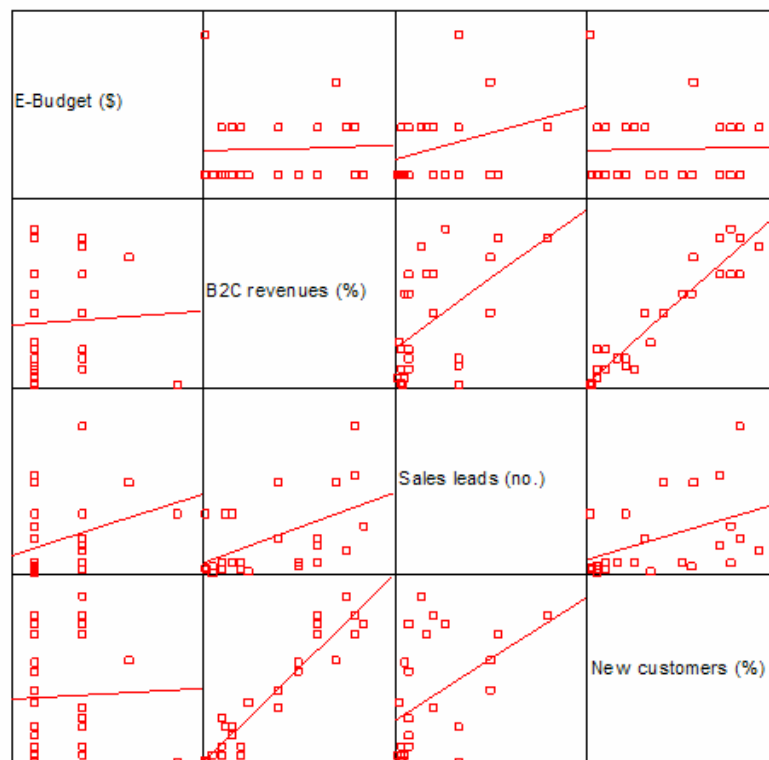 E-Budget ($)
B2C revenues (%)
Sales leads (no.)
New customers (%)